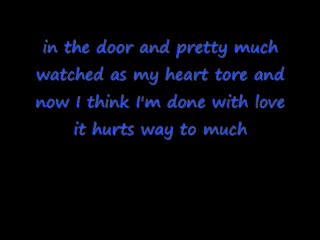 in the door and pretty much
watched as my heart tore and
now I think I'm done with love
it hurts way to much